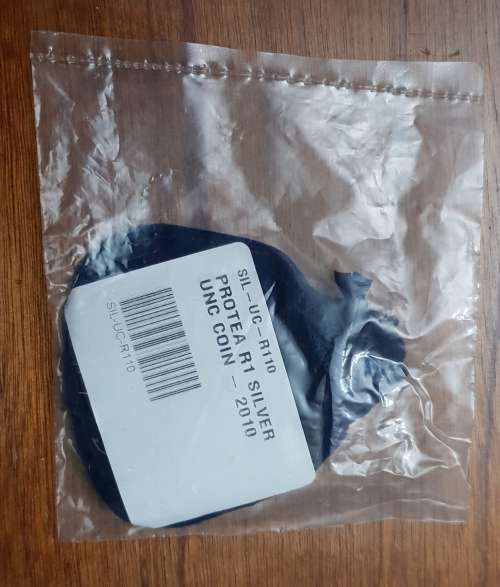 SIL-UC-R110
PROTEA R1 SILVER
UNC COIN - 2010
SIL-UC-R110